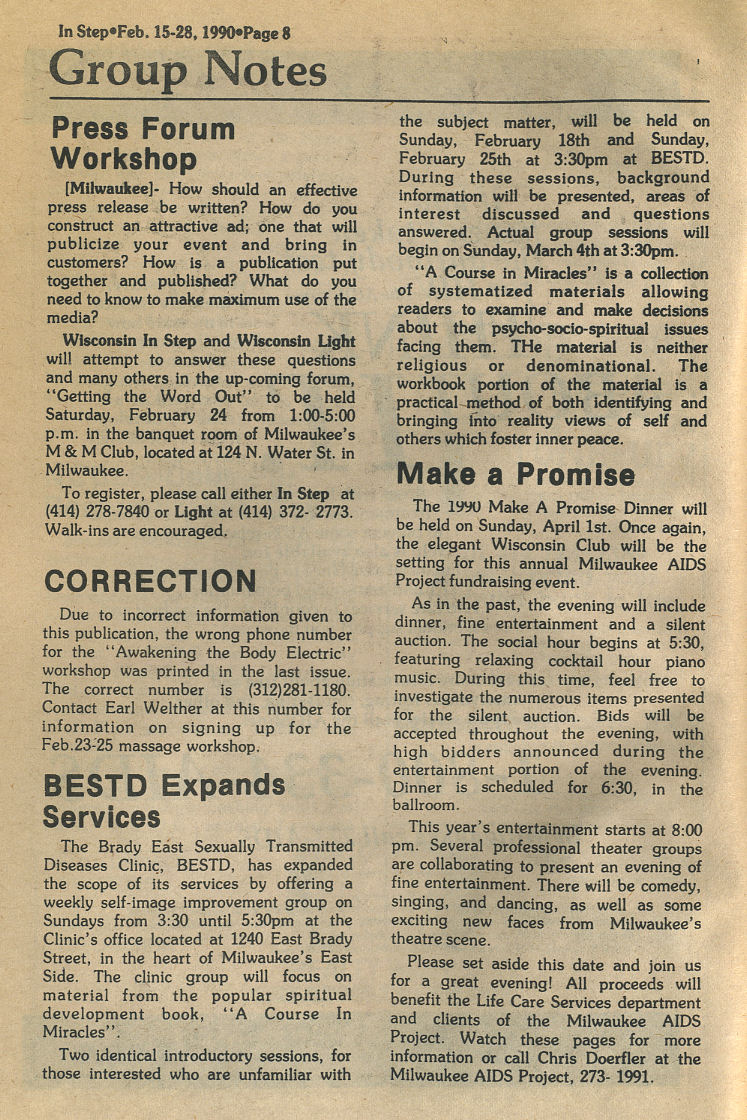 In Step•Feb. 15-28, 1990•Page 8
Group Notes
Press Forum
Workshop
[Milwaukee]- How should an effective
press release be written? How do you
construct an attractive ad; one that will
publicize your event and bring in
customers? How is a publication put
together and published? What do you
need to know to make maximum use of the
media?
Wisconsin In Step and Wisconsin Light
will attempt to answer these questions
and many others in the up-coming forum,
‘‘Getting the Word Out’’ to be held
Saturday, February 24 from 1:00-5:00
p.m. in the banquet room of Milwaukee's
M & M Club, located at 124 N. Water St. in
Milwaukee.
To register, please call either In Step at
(414) 278-7840 or Light at (414) 372- 2773.
Walk-ins are encouraged.
CORRECTION
Due to incorrect information given to
this publication, the wrong phone number
for the ‘‘Awakening the Body Electric’’
workshop was printed in the last issue.
The correct number is (312)281-1180.
Contact Earl Welther at this number for
information on signing up for the
Feb.23-25 massage workshop.
BESTD Expands
Services
The Brady East Sexually Transmitted
Diseases Clinic, BESTD, has expanded
the scope of its services by offering a
weekly self-image improvement group on
Sundays from 3:30 until 5:30pm at the
Clinic's office located at 1240 East Brady
Street, in the heart of Milwaukee's East
Side. The clinic group will focus on
material from the popular spiritual
development book, ‘‘A Course In
Miracles’’.
Two identical introductory sessions, for
those interested who are unfamiliar with
the subject matter, will be held on
Sunday, February 18th and Sunday,
February 25th at 3:30pm at BESTD.
During these sessions, background
information will be presented, areas of
interest discussed and questions
answered. Actual group sessions will
begin on Sunday, March 4th at 3:30pm.
‘‘A Course in Miracles’’ is a collection
of systematized materials allowing
readers to examine and make decisions
about the psycho-socio-spiritual issues
facing them. THe material is neither
religious or denominational. The
workbook portion of the material is a
practical method of both identifying and
bringing into reality views of self and
others which foster inner peace.
Make a Promise
The 1990 Make A Promise Dinner will
be held on Sunday, April 1st. Once again,
the elegant Wisconsin Club will be the
setting for this annual Milwaukee AIDS
Project fundraising event.
As in the past, the evening will include
dinner, fine entertainment and a silent
auction. The social hour begins at 5:30,
featuring relaxing cocktail hour piano
music. During this time, feel free to
investigate the numerous items presented
for the silent auction. Bids will be
accepted throughout the evening, with
high bidders announced during the
entertainment portion of the evening.
Dinner is scheduled for 6:30, in the
ballroom.
This year's entertainment starts at 8:00
pm. Several professional theater groups
are collaborating to present an evening of
fine entertainment. There will be comedy,
singing, and dancing, as well as some
exciting new faces from Milwaukee's
theatre scene.
Please set aside this date and join us
for a great evening! All proceeds will
benefit the Life Care Services department
and clients of the Milwaukee AIDS
Project. Watch these pages for more
information or call Chris Doerfler at the
Milwaukee AIDS Project, 273- 1991.